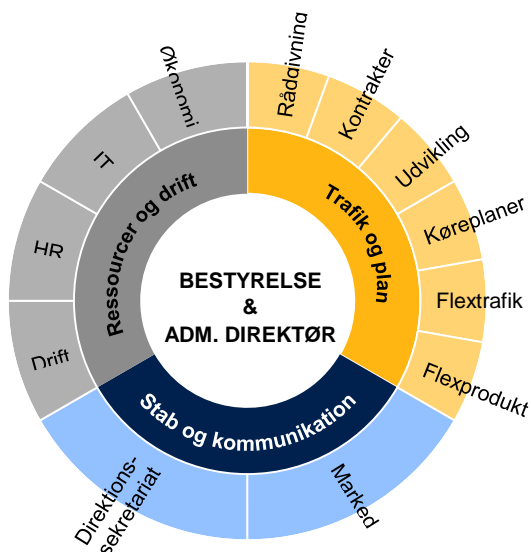 BESTYRELSE
&
ADM. DIREKTØR
Trafik og plan
Rådgivning
Kontrakter
Udvikling
Køreplaner
Flextrafik
Flexprodukt
Stab og kommunikation
Marked
Direktions-
sekretariat
Ressourcer og drift
Drift
HR
IT
Økonomi